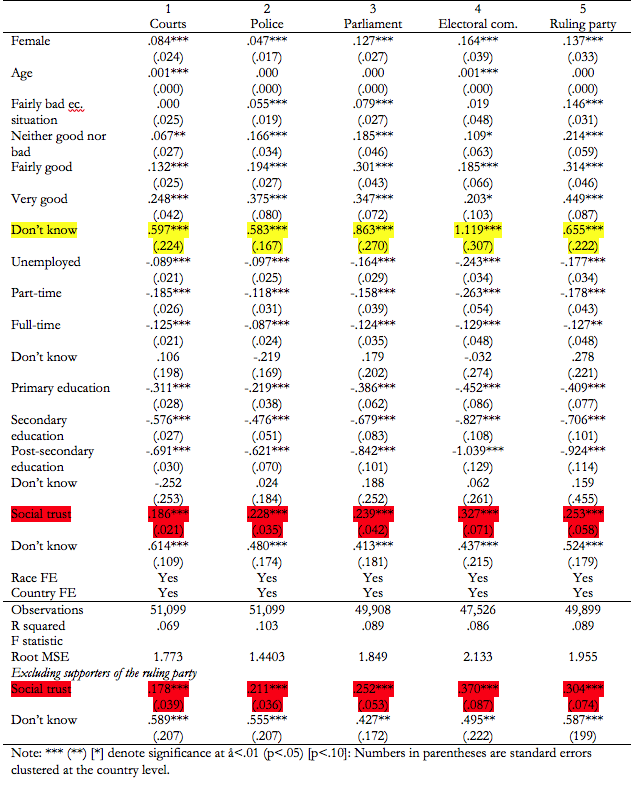 1 2 3 4 5
Courts Police Parliament Electoral com. Ruling party
Female .084*** .047*** .127*** .164*** .137***
(.024) (.017) (.027) (.039) (.033)
Age .001*** .000 .000 .001*** .000
(.000) (.000) (.000) (.000) (.000)
Fairly bad ec. .000 .055*** .079*** .019 .146***
situation (.025) (.019) (.027) (.048) (.031)
Neither good nor .067** .166*** .185*** .109* .214***
bad (.027) (.034) (.046) (.063) (.059)
Fairly good .132*** .194*** .301*** .185*** .314***
(.025) (.027) (.043) (.066) (.046)
Very good .248*** .375*** .347*** .203* .449***
(.042) (.080) (.072) (.103) (.087)
Don't know .597*** .583*** .863*** 1.119*** .655***
(.224) (.167) (.270) (.307) (.222)
Unemployed -.089*** -.097*** -.164*** -.243*** -.177***
(.021) (.025) (.029) (.034) (.034)
Part-time -.185*** -.118*** -.158*** -.263*** -.178***
(.026) (.031) (.039) (.054) (.043)
Full-time -.125*** -.087*** -.124*** -.129*** -.127**
(.021) (.024) (.035) (.048) (.048)
Don't know .106 -.219 .179 -.032 .278
(.198) (.169) (.202) (.274) (.221)
Primary education -.311*** -.219*** -.386*** -.452*** -.409***
(.028) (.038) (.062) (.086) (.077)
Secondary -.576*** -.476*** -.679*** -.827*** -.706***
education (.027) (.051) (.083) (.108) (.101)
Post-secondary -.691*** -.621*** -.842*** -1.039*** -.924***
education (.030) (.070) (.101) (.129) (.114)
Don't know -.252 .024 .188 .062 .159
(.253) (.184) (.252) (.261) (.455)
Social trust .186*** .228*** .239*** .327*** .253***
(.021) (.035) (.042) (.071) (.058)
Don't know .614*** .480*** .413*** .437*** .524***
(.109) (.174) (.181) (.215) (.179)
Race FE Yes Yes Yes Yes Yes
Country FE Yes Yes Yes Yes Yes
Observations 51,099 51,099 49,908 47,526 49,899
R squared .069 .103 .089 .086 .089
F statistic
Root MSE 1.773 1.4403 1.849 2.133 1.955
Excluding supporters of the ruling party
Social trust .178*** .211*** .252*** .370*** .304***
(.039) (.036) (.053) (.087) (.074)
Don't know .589*** .555*** .427** .495** .587***
(.207) (.207) (.172) (.222) (199)
Note: *** (**) [*] denote significance at å<.01 (p<.05) [p<.10]: Numbers in parentheses are standard errors
clustered at the country level.